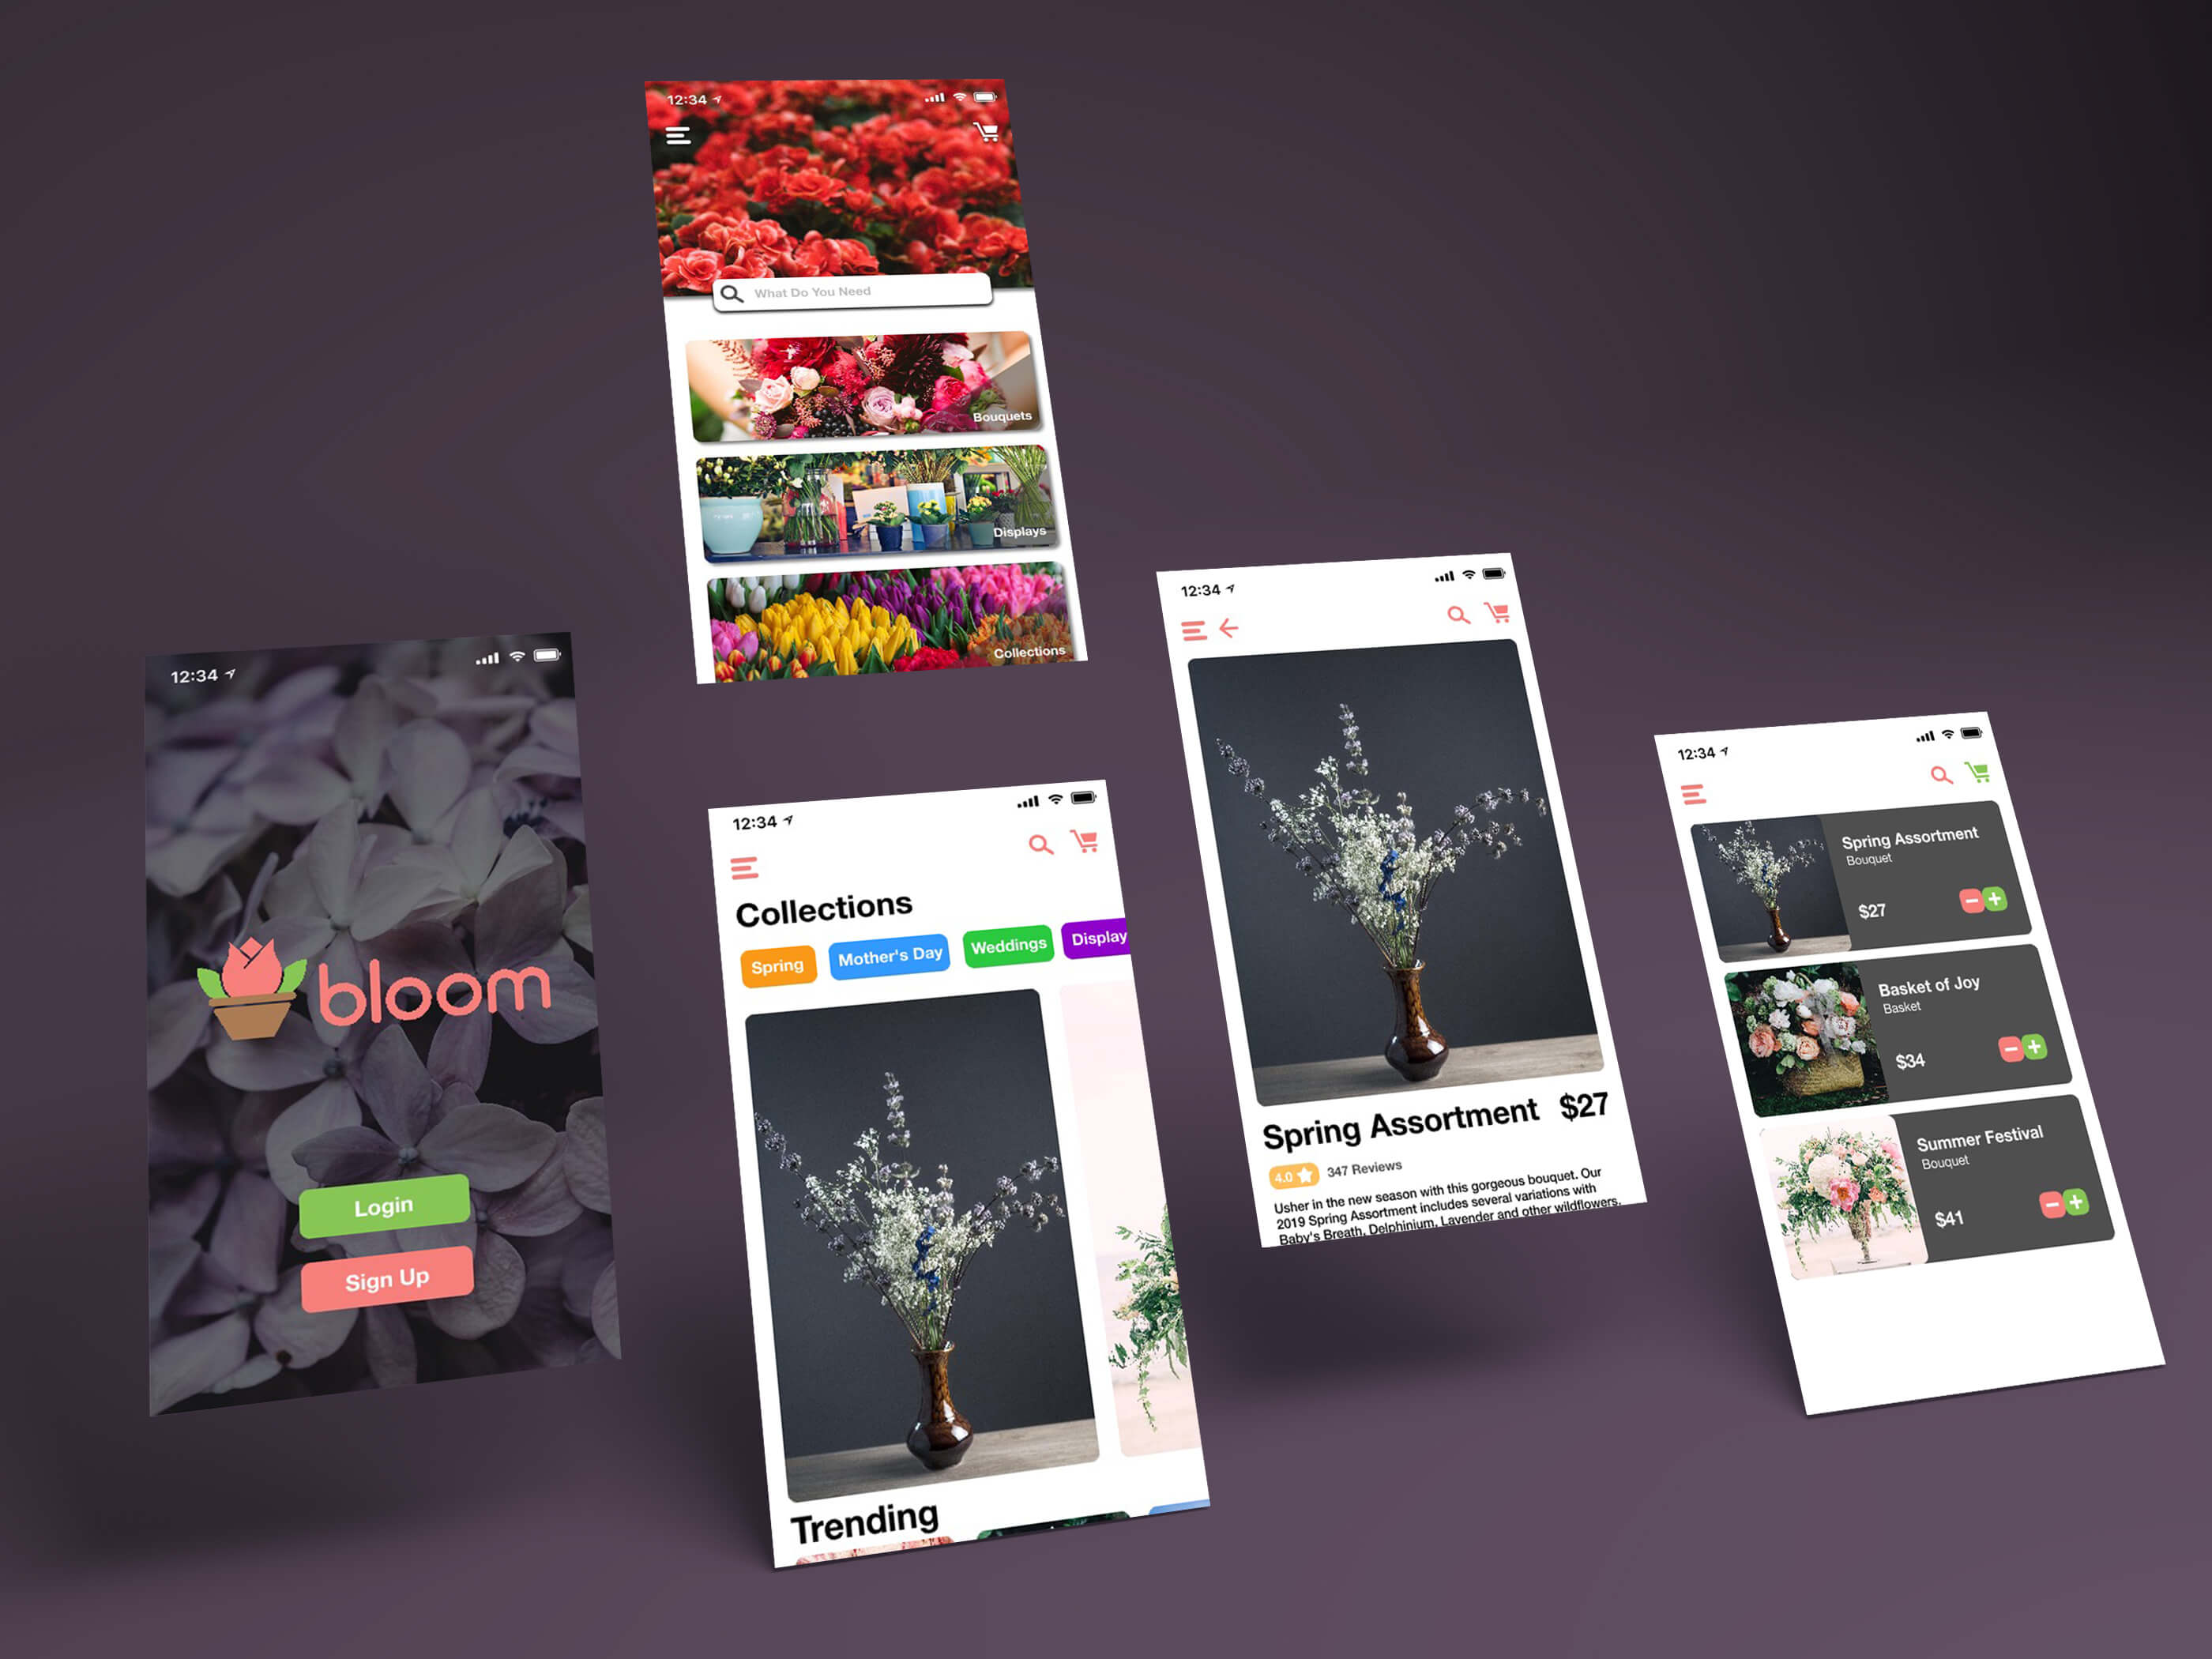 12:34
What Do You Need
Bouquets
Displays
Collections
12:34
bloom
Login
Sign Up
12:34
Collections
Spring
Mother's Day
Weddings
Display
Trending
12:34
Spring Assortment $27
4.0 347 Reviews
Usher in the new season with this gorgeous bouquet. Our
2019 Spring Assortment includes several variations with
Baby's Breath, Delphinium, Lavender and other wildflowers.
12:34
Spring Assortment
Bouquet
$27
Basket of Joy
Basket
$34
Summer Festival
Bouquet
$41